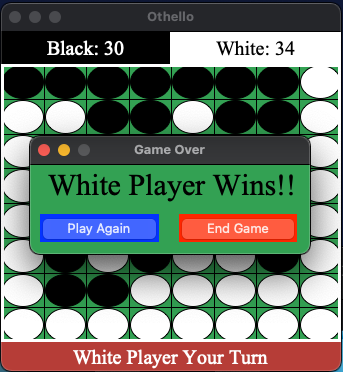 Othello
Black: 30
White: 34
Game Over
White Player Wins!!
Play Again
End Game
White Player Your Turn